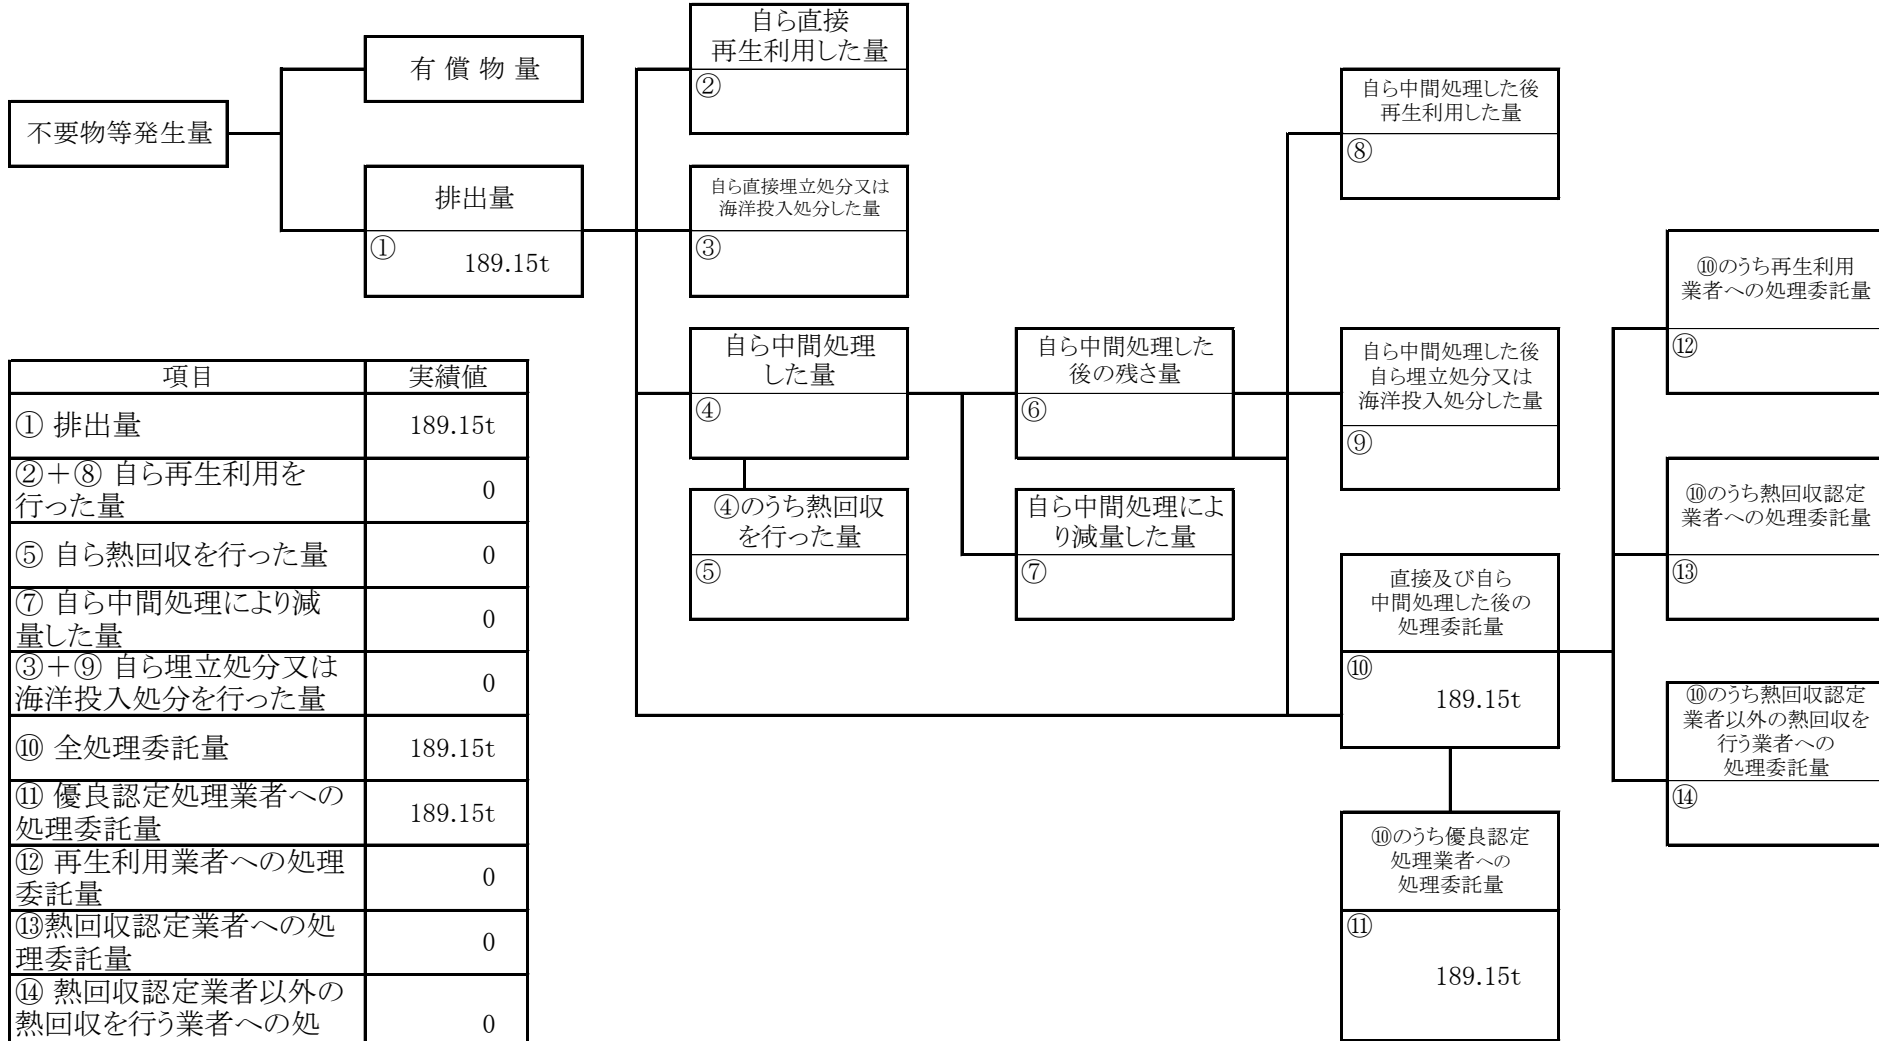 不要物等発生量
有償物量
排出量
①
189.15t
自ら直接
再生利用した量
②
自ら直接埋立処分又は
海洋投入処分した量
③
自ら中間処理
した量
④
④のうち熱回収
を行った量
⑤
自ら中間処理した
後の残さ量
⑥
自ら中間処理によ
り減量した量
⑦
自ら中間処理した後
再生利用した量
⑧
自ら中間処理した後
自ら埋立処分又は
海洋投入処分した量
⑨
直接及び自ら
中間処理した後の
処理委託量
⑩
189.15t
⑩のうち優良認定
処理業者への
処理委託量
⑪
189.15t
⑩のうち再生利用
業者への処理委託量
⑫
⑩のうち熱回収認定
業者への処理委託量
⑬
⑩のうち熱回収認定
業者以外の熱回収を
行う業者への
処理委託量
⑭
項目 実績値
① 排出量 189.15t
②+⑧ 自ら再生利用を
行った量 0
⑤ 自ら熱回収を行った量 0
⑦ 自ら中間処理により減
量した量 0
③+⑨ 自ら埋立処分又は
海洋投入処分を行った量 0
⑩ 全処理委託量 189.15t
⑪ 優良認定処理業者への
処理委託量 189.15t
⑫ 再生利用業者への処理
委託量 0
⑬熱回収認定業者への処
理委託量 0
⑭ 熱回収認定業者以外の
熱回収を行う業者への処 0